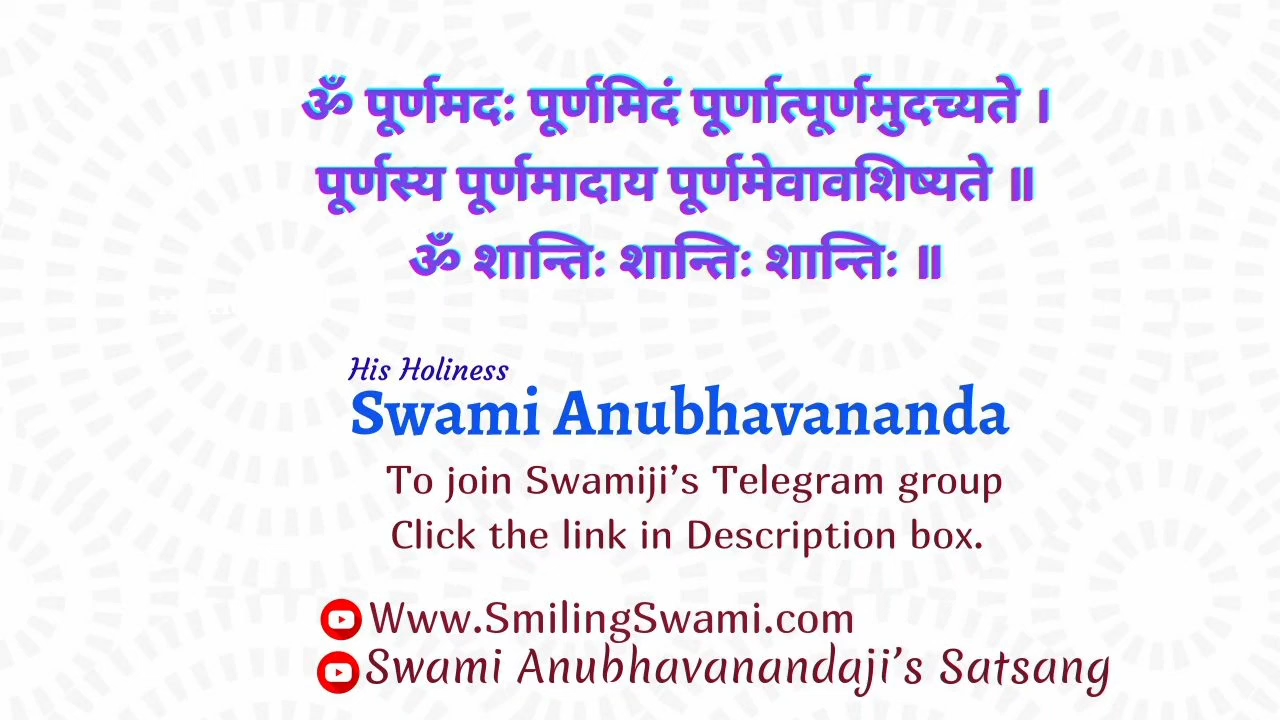 ॐ पूर्णमदः पूर्णमिदं पूर्णात्पूर्णमुदच्यते ।
पूर्णस्य पूर्णमादाय पूर्णमेवावशिष्यते ॥
ॐ शान्तिः शान्तिः शान्तिः ॥
His Holiness
Swami Anubhavananda
To join Swamiji’s Telegram group
Click the link in Description box.
Www.SmilingSwami.com
Swami Anubhavanandaji’s Satsang